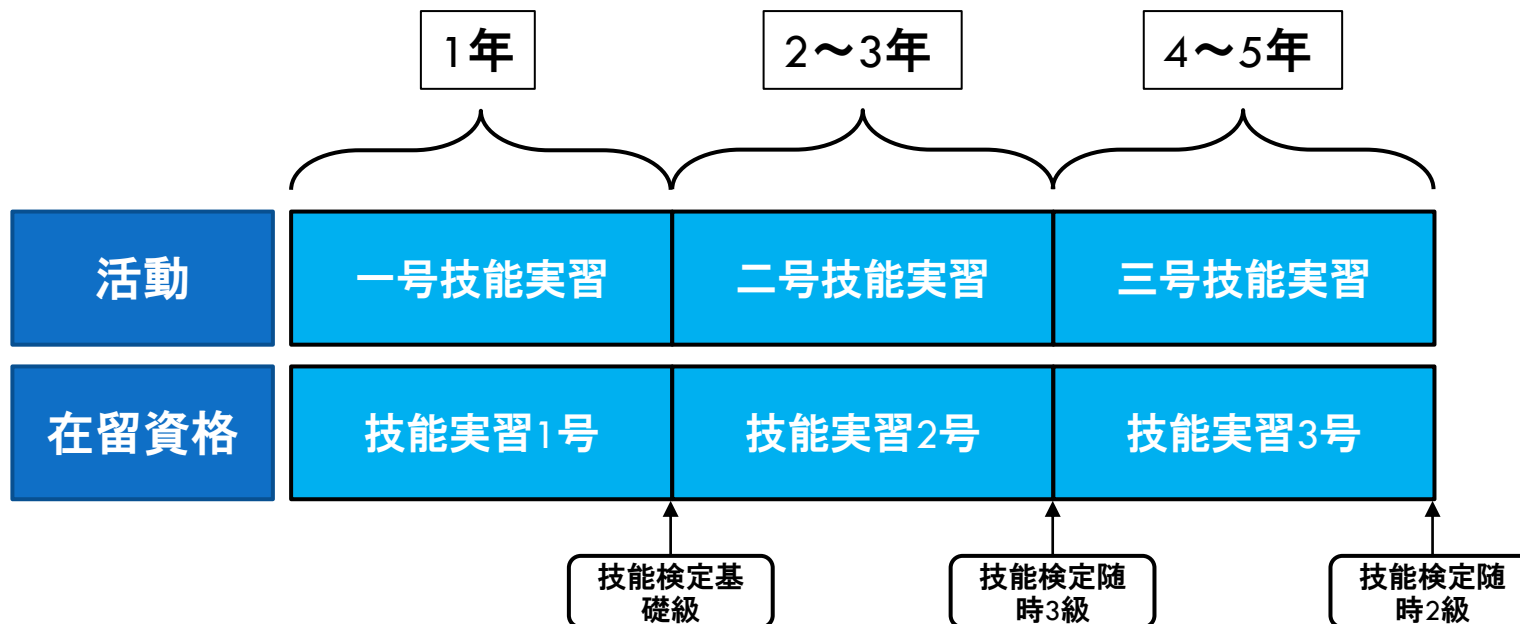 1年
2～3年
4～5年
活動
一号技能実習
二号技能実習
三号技能実習
在留資格
技能実習1号
技能実習2号
技能実習3号
技能検定基
礎級
技能検定随
時3級
技能検定随
時2級